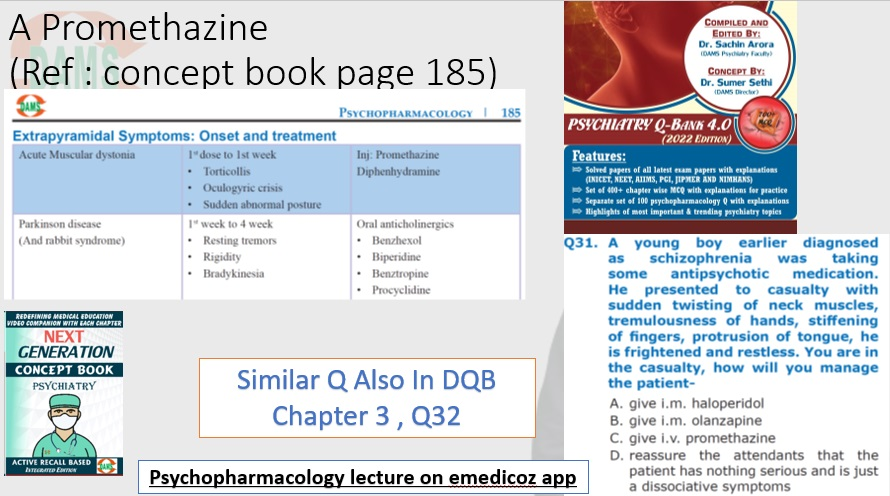 A Promethazine
(Ref : concept book page 185)
DAMS
PSYCHOPHARMACOLOGY | 185
Extrapyramidal Symptoms: Onset and treatment
Acute Muscular dystonia
1st dose to 1st week
• Torticollis
• Oculogyric crisis
• Sudden abnormal posture
Inj: Promethazine
Diphenhydramine
Parkinson disease
(And rabbit syndrome)
1st week to 4 week
• Resting tremors
• Rigidity
• Bradykinesia
Oral anticholinergics
• Benzhexol
• Biperidine
• Benztropine
• Procyclidine
REDEFINING MEDICAL EDUCATION
VIDEO COMPANION WITH EACH CHAPTER
NEXT
GENERATION
CONCEPT BOOK
PSYCHIATRY
ACTIVE RECALL BASED
INTEGRATED EDITION
DAMS
Similar Q Also In DQB
Chapter 3 , Q32
Psychopharmacology lecture on emedicoz app
COMPILED AND
EDITED BY:
Dr. Sachin Arora
(DAMS Psychiatry Faculty)
CONCEPT BY:
Dr. Sumer Sethi
(DAMS Director)
PSYCHIATRY Q-BANK 4.0
(2022 EDITION)
Features:
Solved papers of all latest exam papers with explanations
(INICET, NEET, AIIMS, PGI, JIPMER AND NIMHANS)
Set of 400+ chapter wise MCQ with explanations for practice
Separate set of 100 psychopharmacology Q with explanations
Highlights of most important & trending psychiatry topics
Q31. A young boy earlier diagnosed
as schizophrenia was taking
some antipsychotic medication.
He presented to casualty with
sudden twisting of neck muscles,
tremulousness of hands, stiffening
of fingers, protrusion of tongue, he
is frightened and restless. You are in
the casualty, how will you manage
the patient-
A. give i.m. haloperidol
B. give i.m. olanzapine
C. give i.v. promethazine
D. reassure the attendants that the
patient has nothing serious and is just
a dissociative symptoms